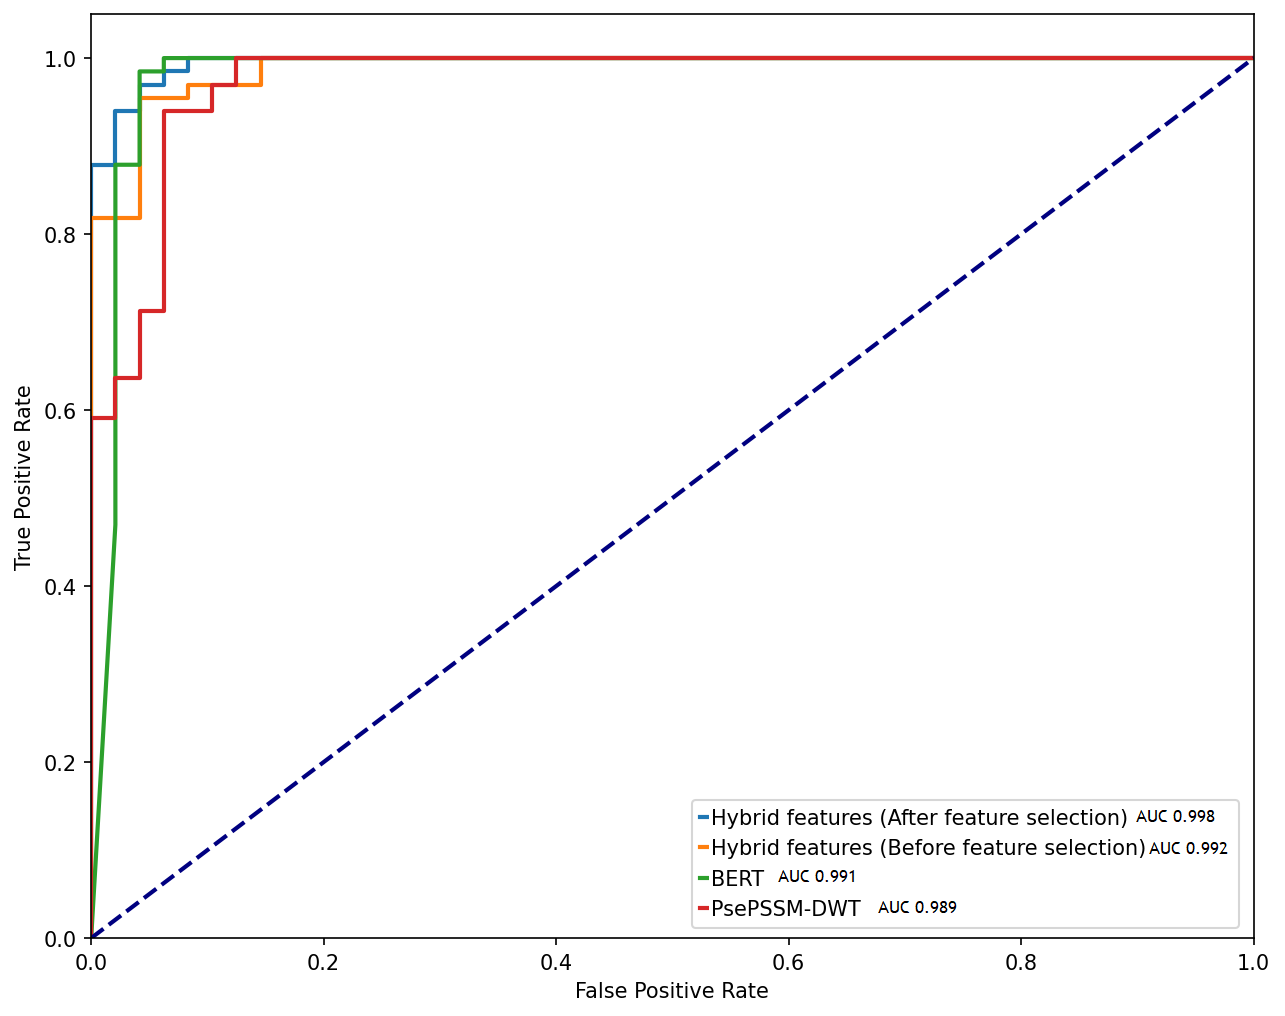 1.0
0.8
0.6
0.4
0.2
0.0
True Positive Rate
0.0 0.2 0.4 0.6 0.8 1.0
False Positive Rate
Hybrid features (After feature selection) AUC 0.998
Hybrid features (Before feature selection) AUC 0.992
BERT AUC 0.991
PsePSSM-DWT AUC 0.989